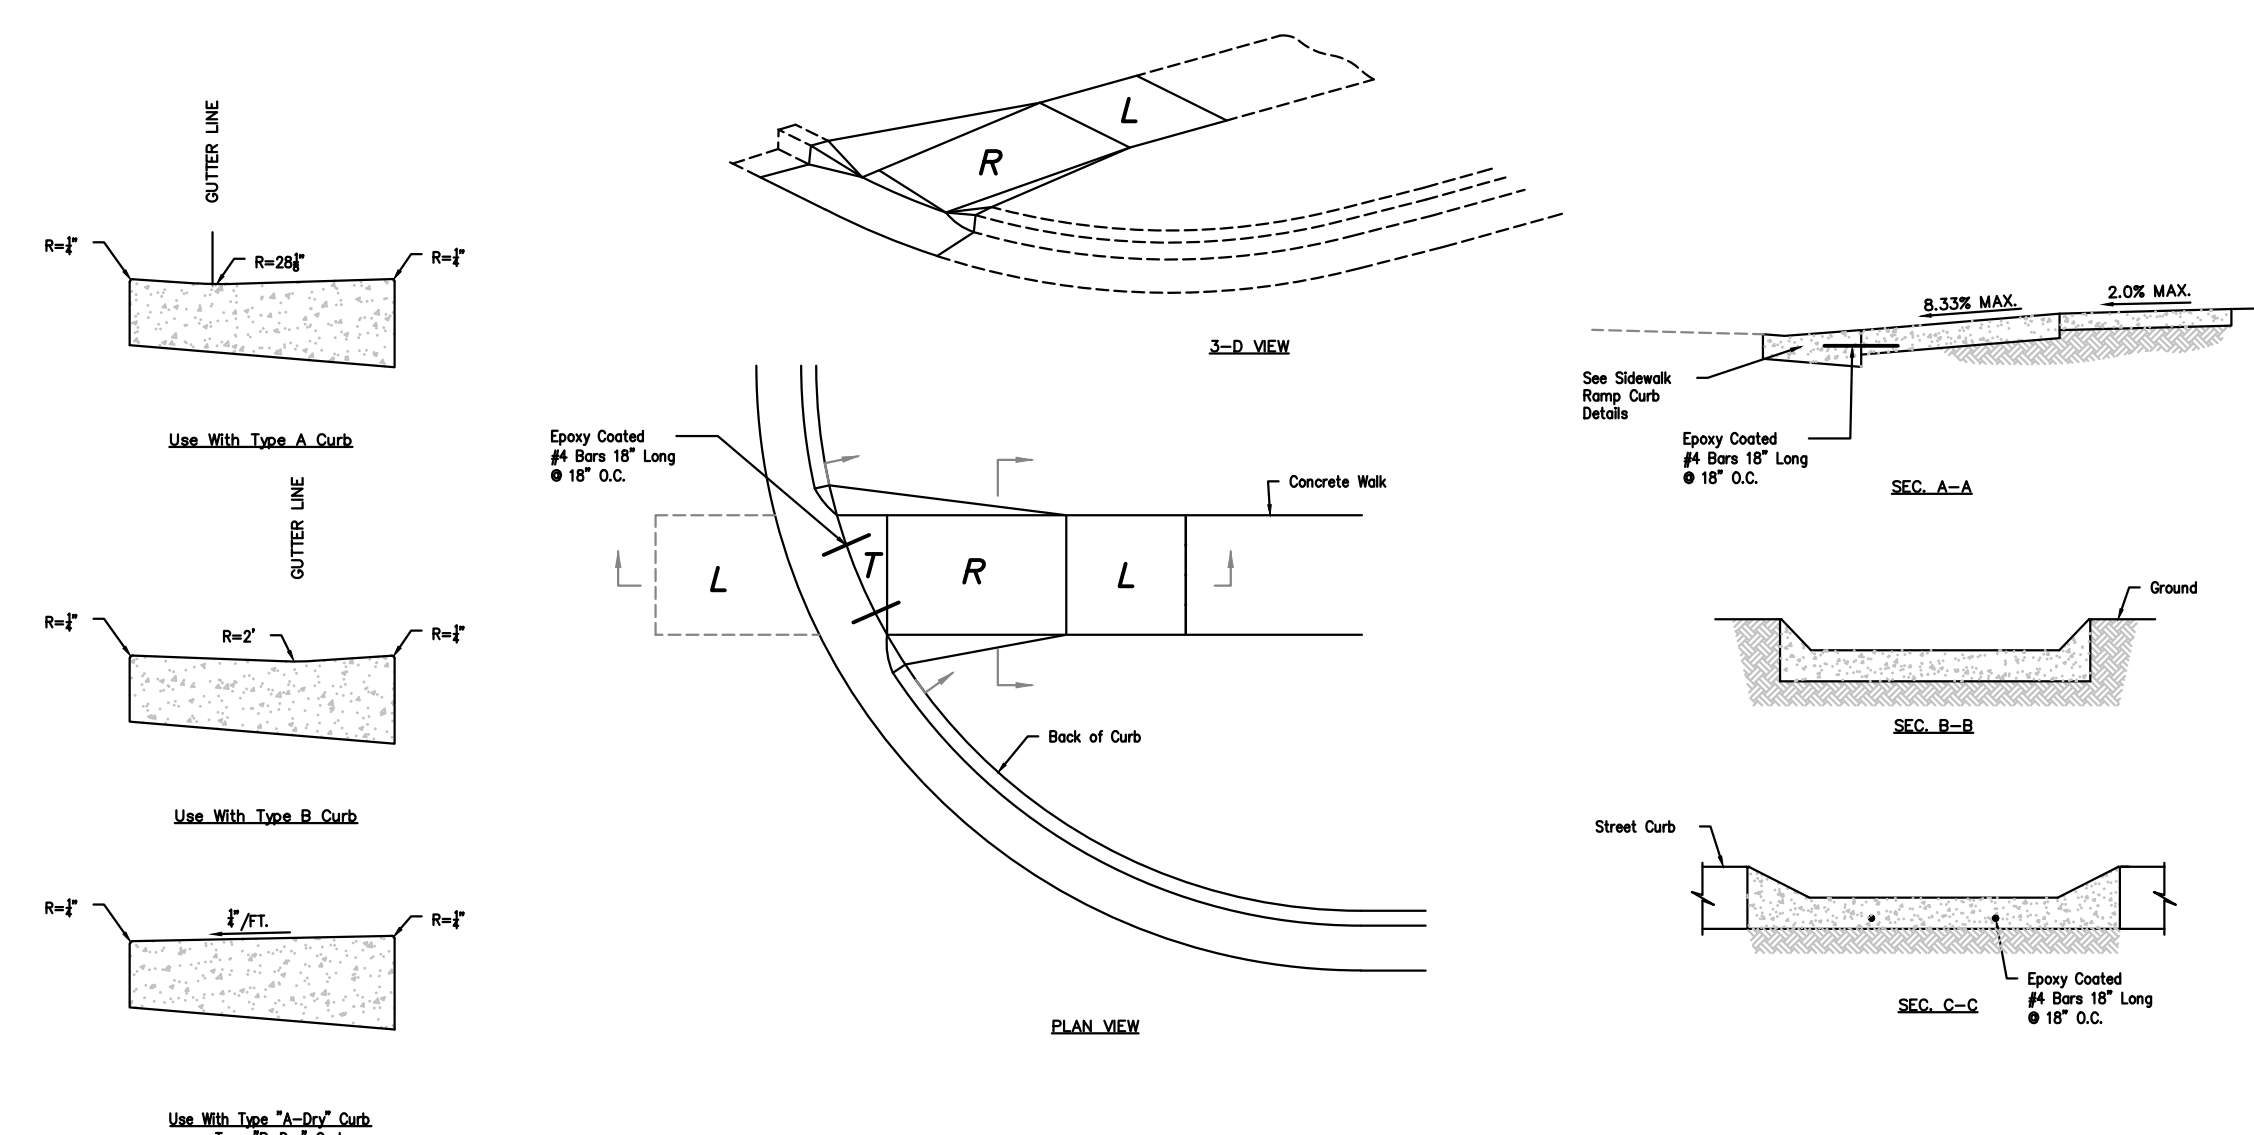 GUTTER LINE
R=1/4"
R=28 1/8"
R=1/4"
Use With Type A Curb
GUTTER LINE
R=1/4"
R=2'
R=1/4"
Use With Type B Curb
R=1/4"
1/4"/FT.
R=1/4"
Use With Type "A-Dry" Curb
L
R
3-D VIEW
Epoxy Coated
#4 Bars 18" Long
@ 18" O.C.
Concrete Walk
L
T
R
L
Back of Curb
PLAN VIEW
8.33% MAX.
2.0% MAX.
See Sidewalk
Ramp Curb
Details
Epoxy Coated
#4 Bars 18" Long
@ 18" O.C.
SEC. A-A
Ground
SEC. B-B
Street Curb
Epoxy Coated
#4 Bars 18" Long
@ 18" O.C.
SEC. C-C